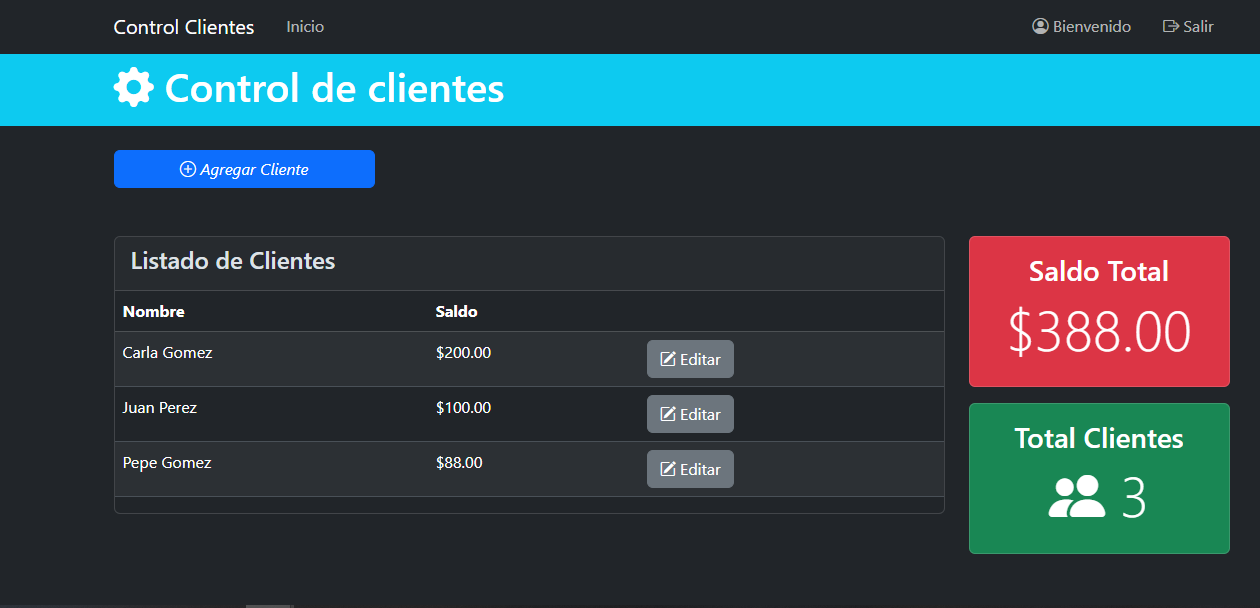 Control Clientes Inicio Bienvenido Salir
Control de clientes
Agregar Cliente
Listado de Clientes
Nombre Saldo
Carla Gomez $200.00 Editar
Juan Perez $100.00 Editar
Pepe Gomez $88.00 Editar
Saldo Total
$388.00
Total Clientes
3